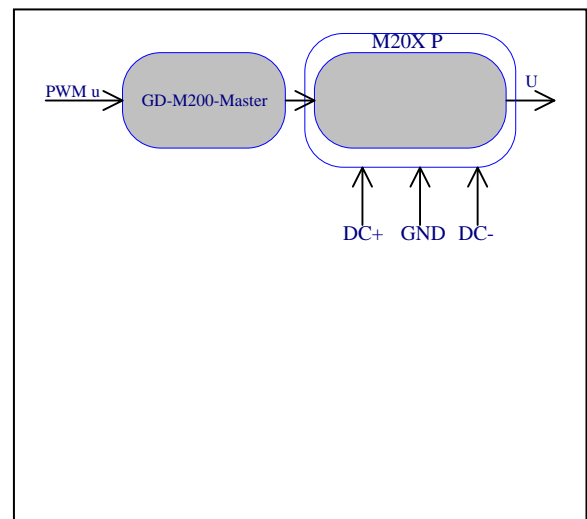 M20X P
PWM u
GD-M200-Master
U
DC+
GND
DC-